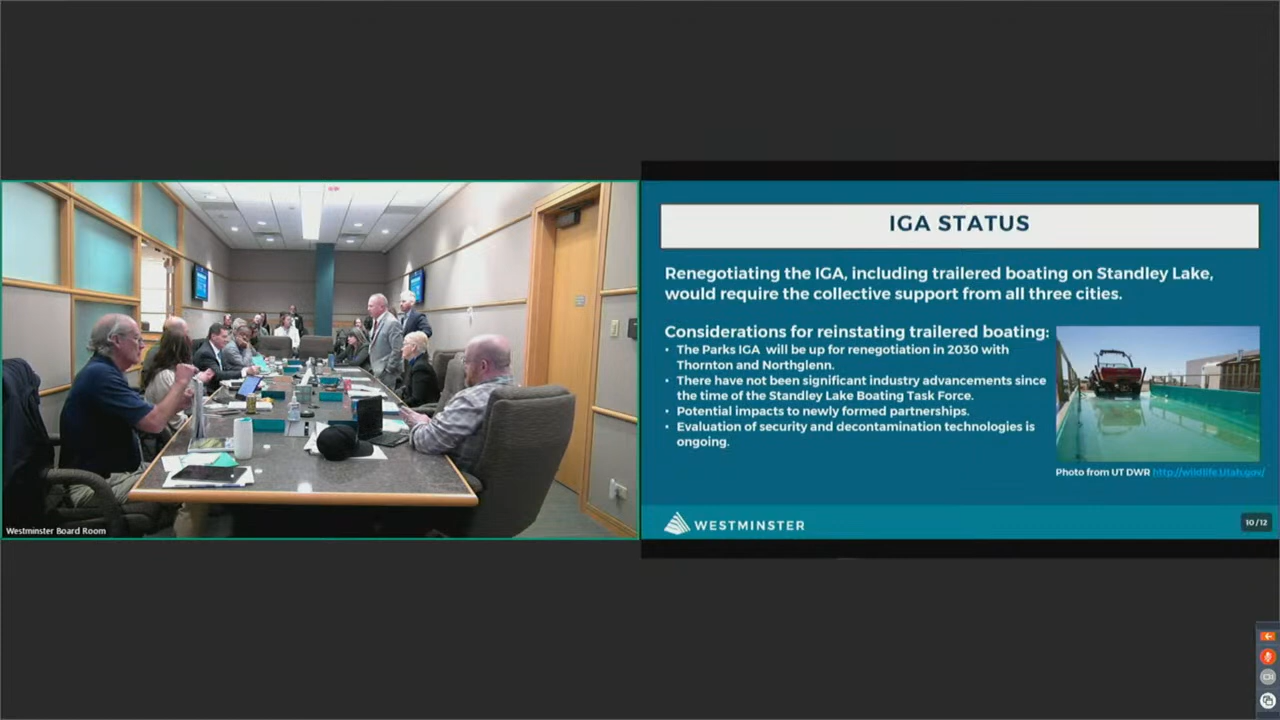 IGA STATUS
Renegotiating the IGA, including trailered boating on Standley Lake,
would require the collective support from all three cities.
Considerations for reinstating trailered boating:
• The Parks IGA will be up for renegotiation in 2030 with
Thornton and Northglenn.
• There have not been significant industry advancements since
the time of the Standley Lake Boating Task Force.
• Potential impacts to newly formed partnerships.
• Evaluation of security and decontamination technologies is
ongoing.
Photo from UT DWR http://wildlife.utah.gov/
WESTMINSTER
10/12
Westminster Board Room